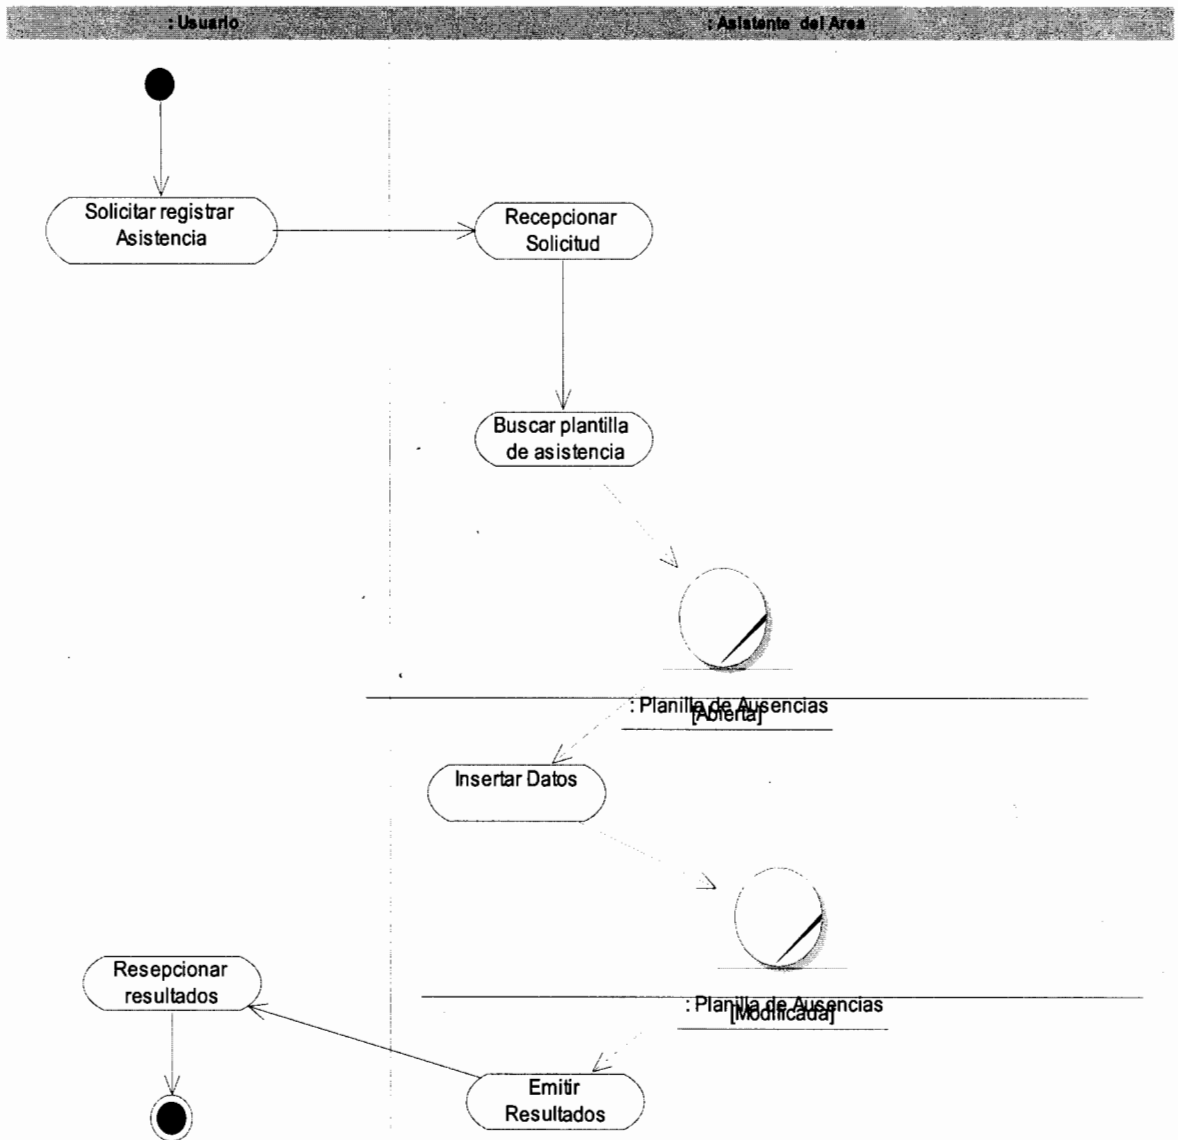 : Usuario
: Asistente del Area
Solicitar registrar
Asistencia
Recepcionar
Solicitud
Buscar plantilla
de asistencia
: Planilla de Ausencias
[Abierta]
Insertar Datos
: Planilla de Ausencias
[Modificada]
Resepcionar
resultados
Emitir
Resultados